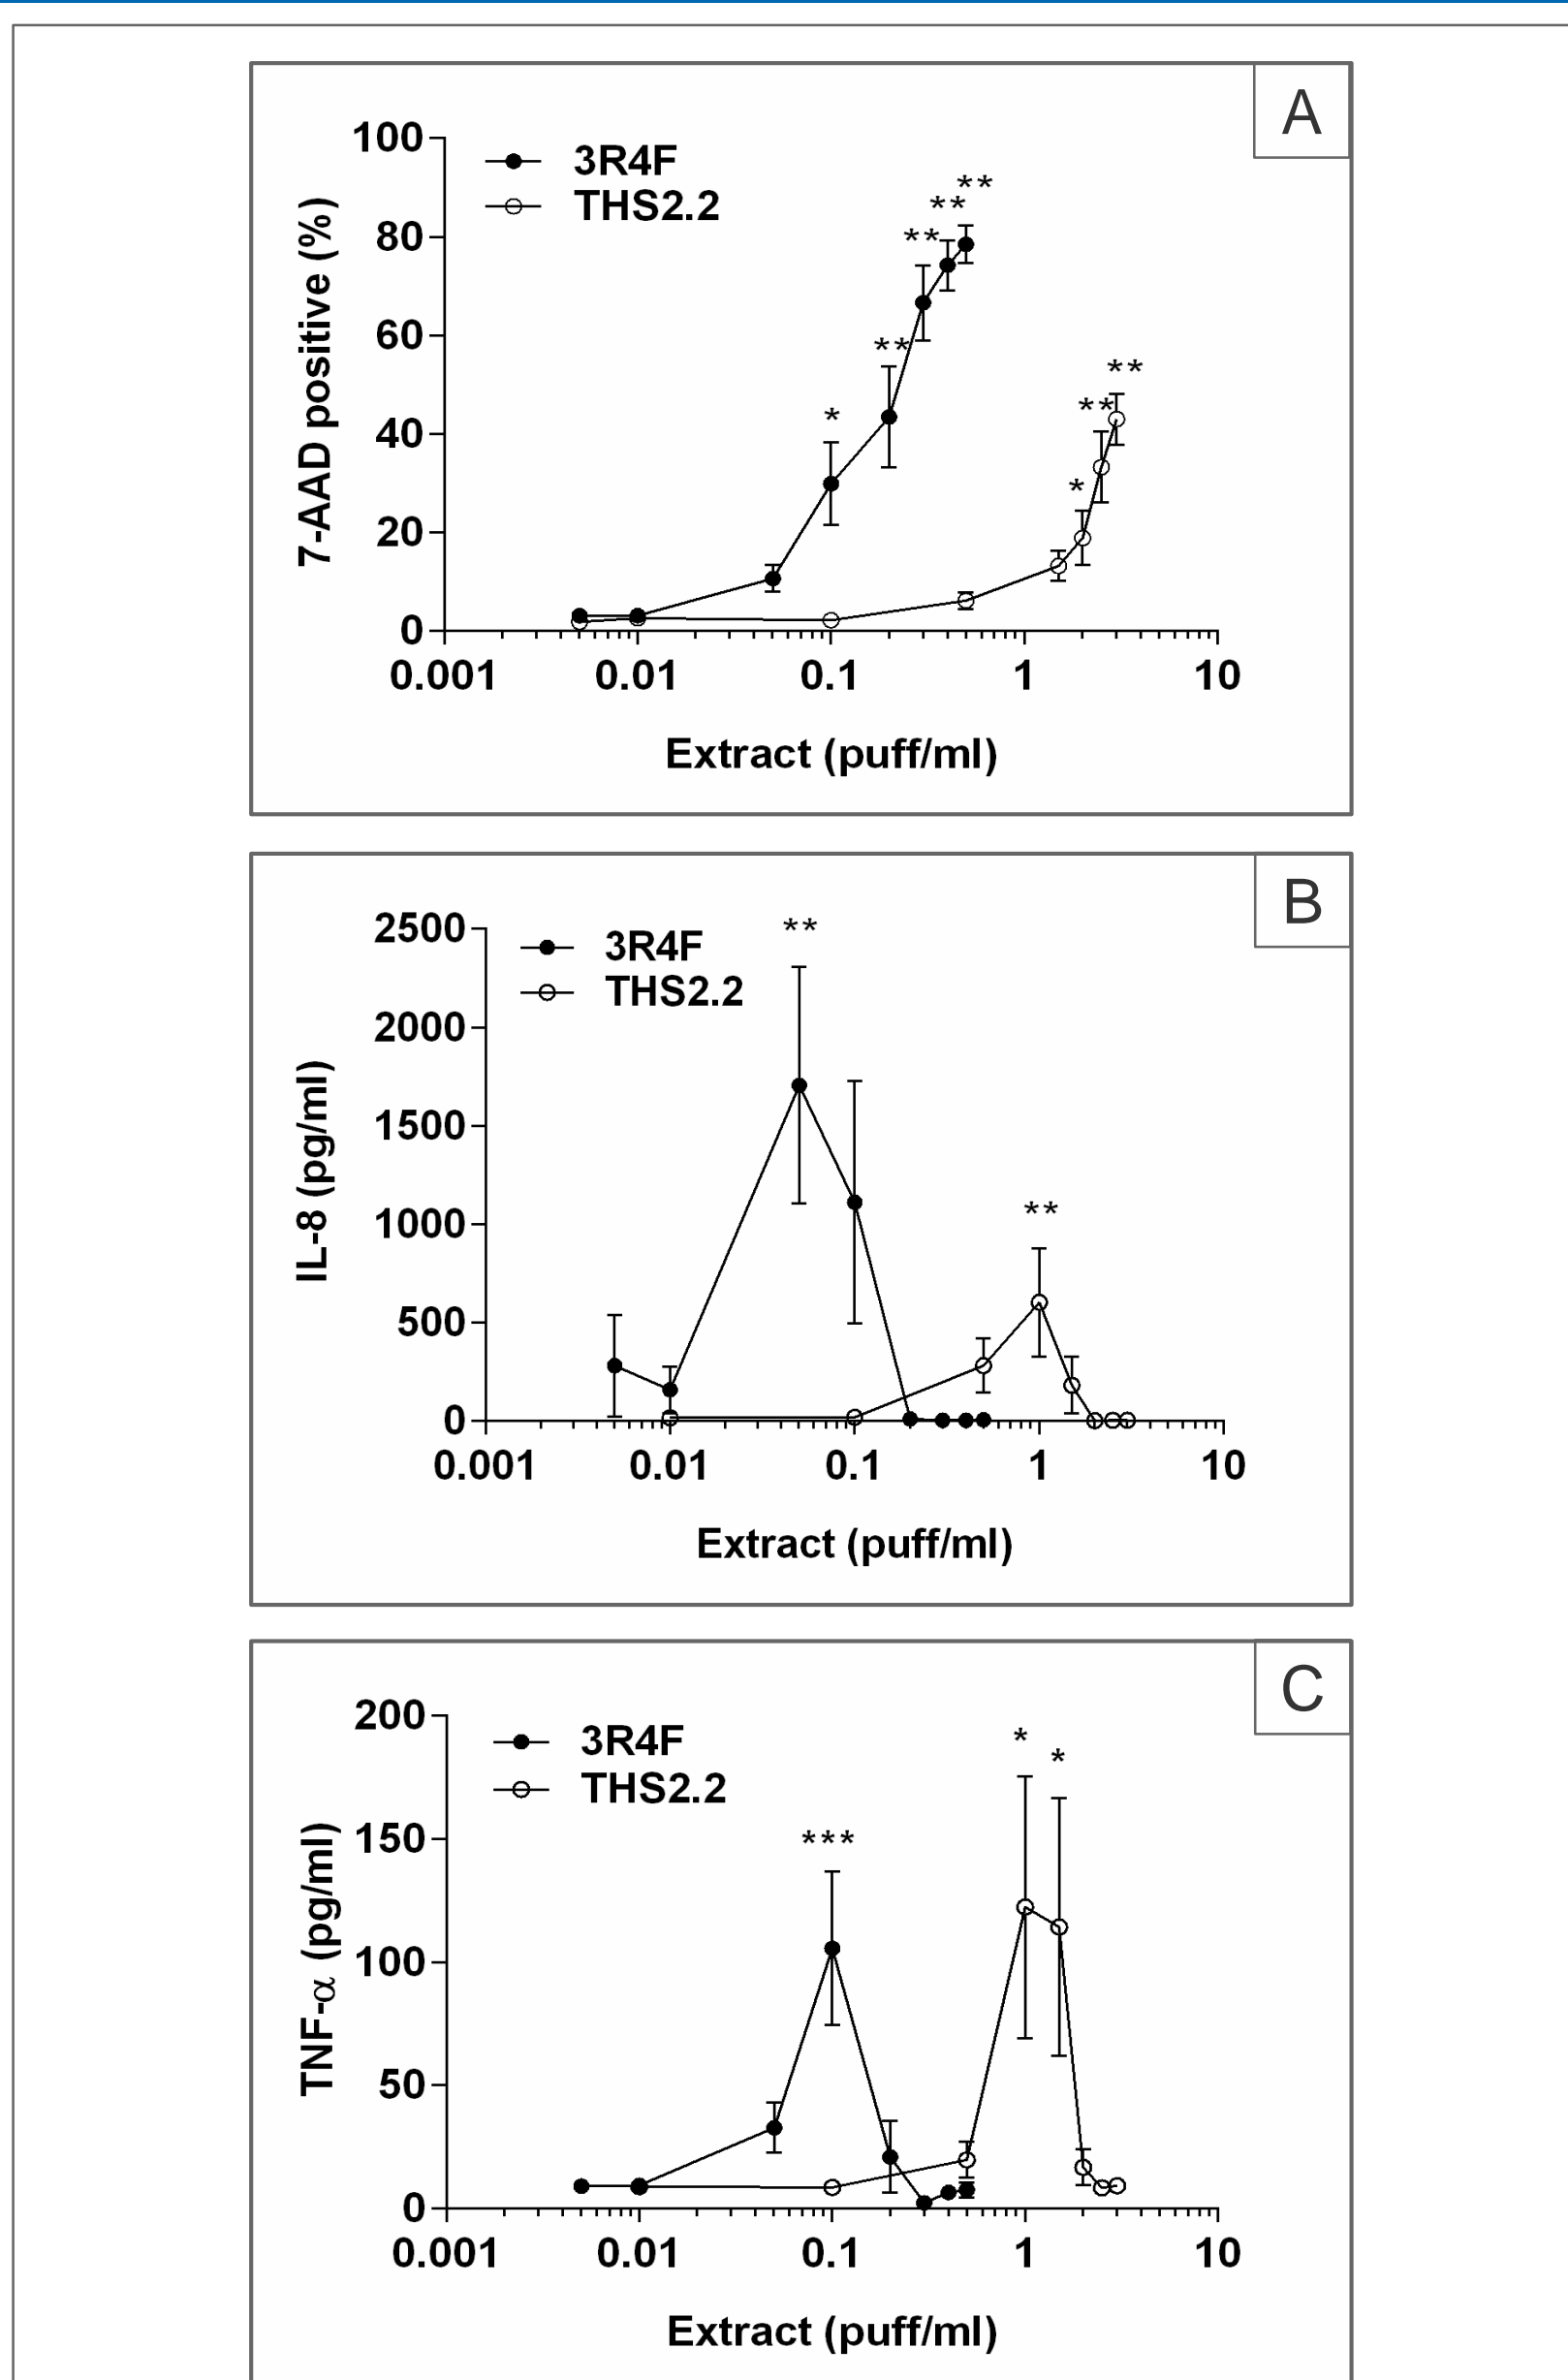 A
100
80
60
40
20
0
7-AAD positive (%)
3R4F
THS2.2
**
**
**
**
*
**
**
*
0.001 0.01 0.1 1 10
Extract (puff/ml)
B
2500
2000
1500
1000
500
0
IL-8 (pg/ml)
3R4F
THS2.2
**
**
0.001 0.01 0.1 1 10
Extract (puff/ml)
C
200
150
100
50
0
TNF-α (pg/ml)
3R4F
THS2.2
*
*
***
0.001 0.01 0.1 1 10
Extract (puff/ml)